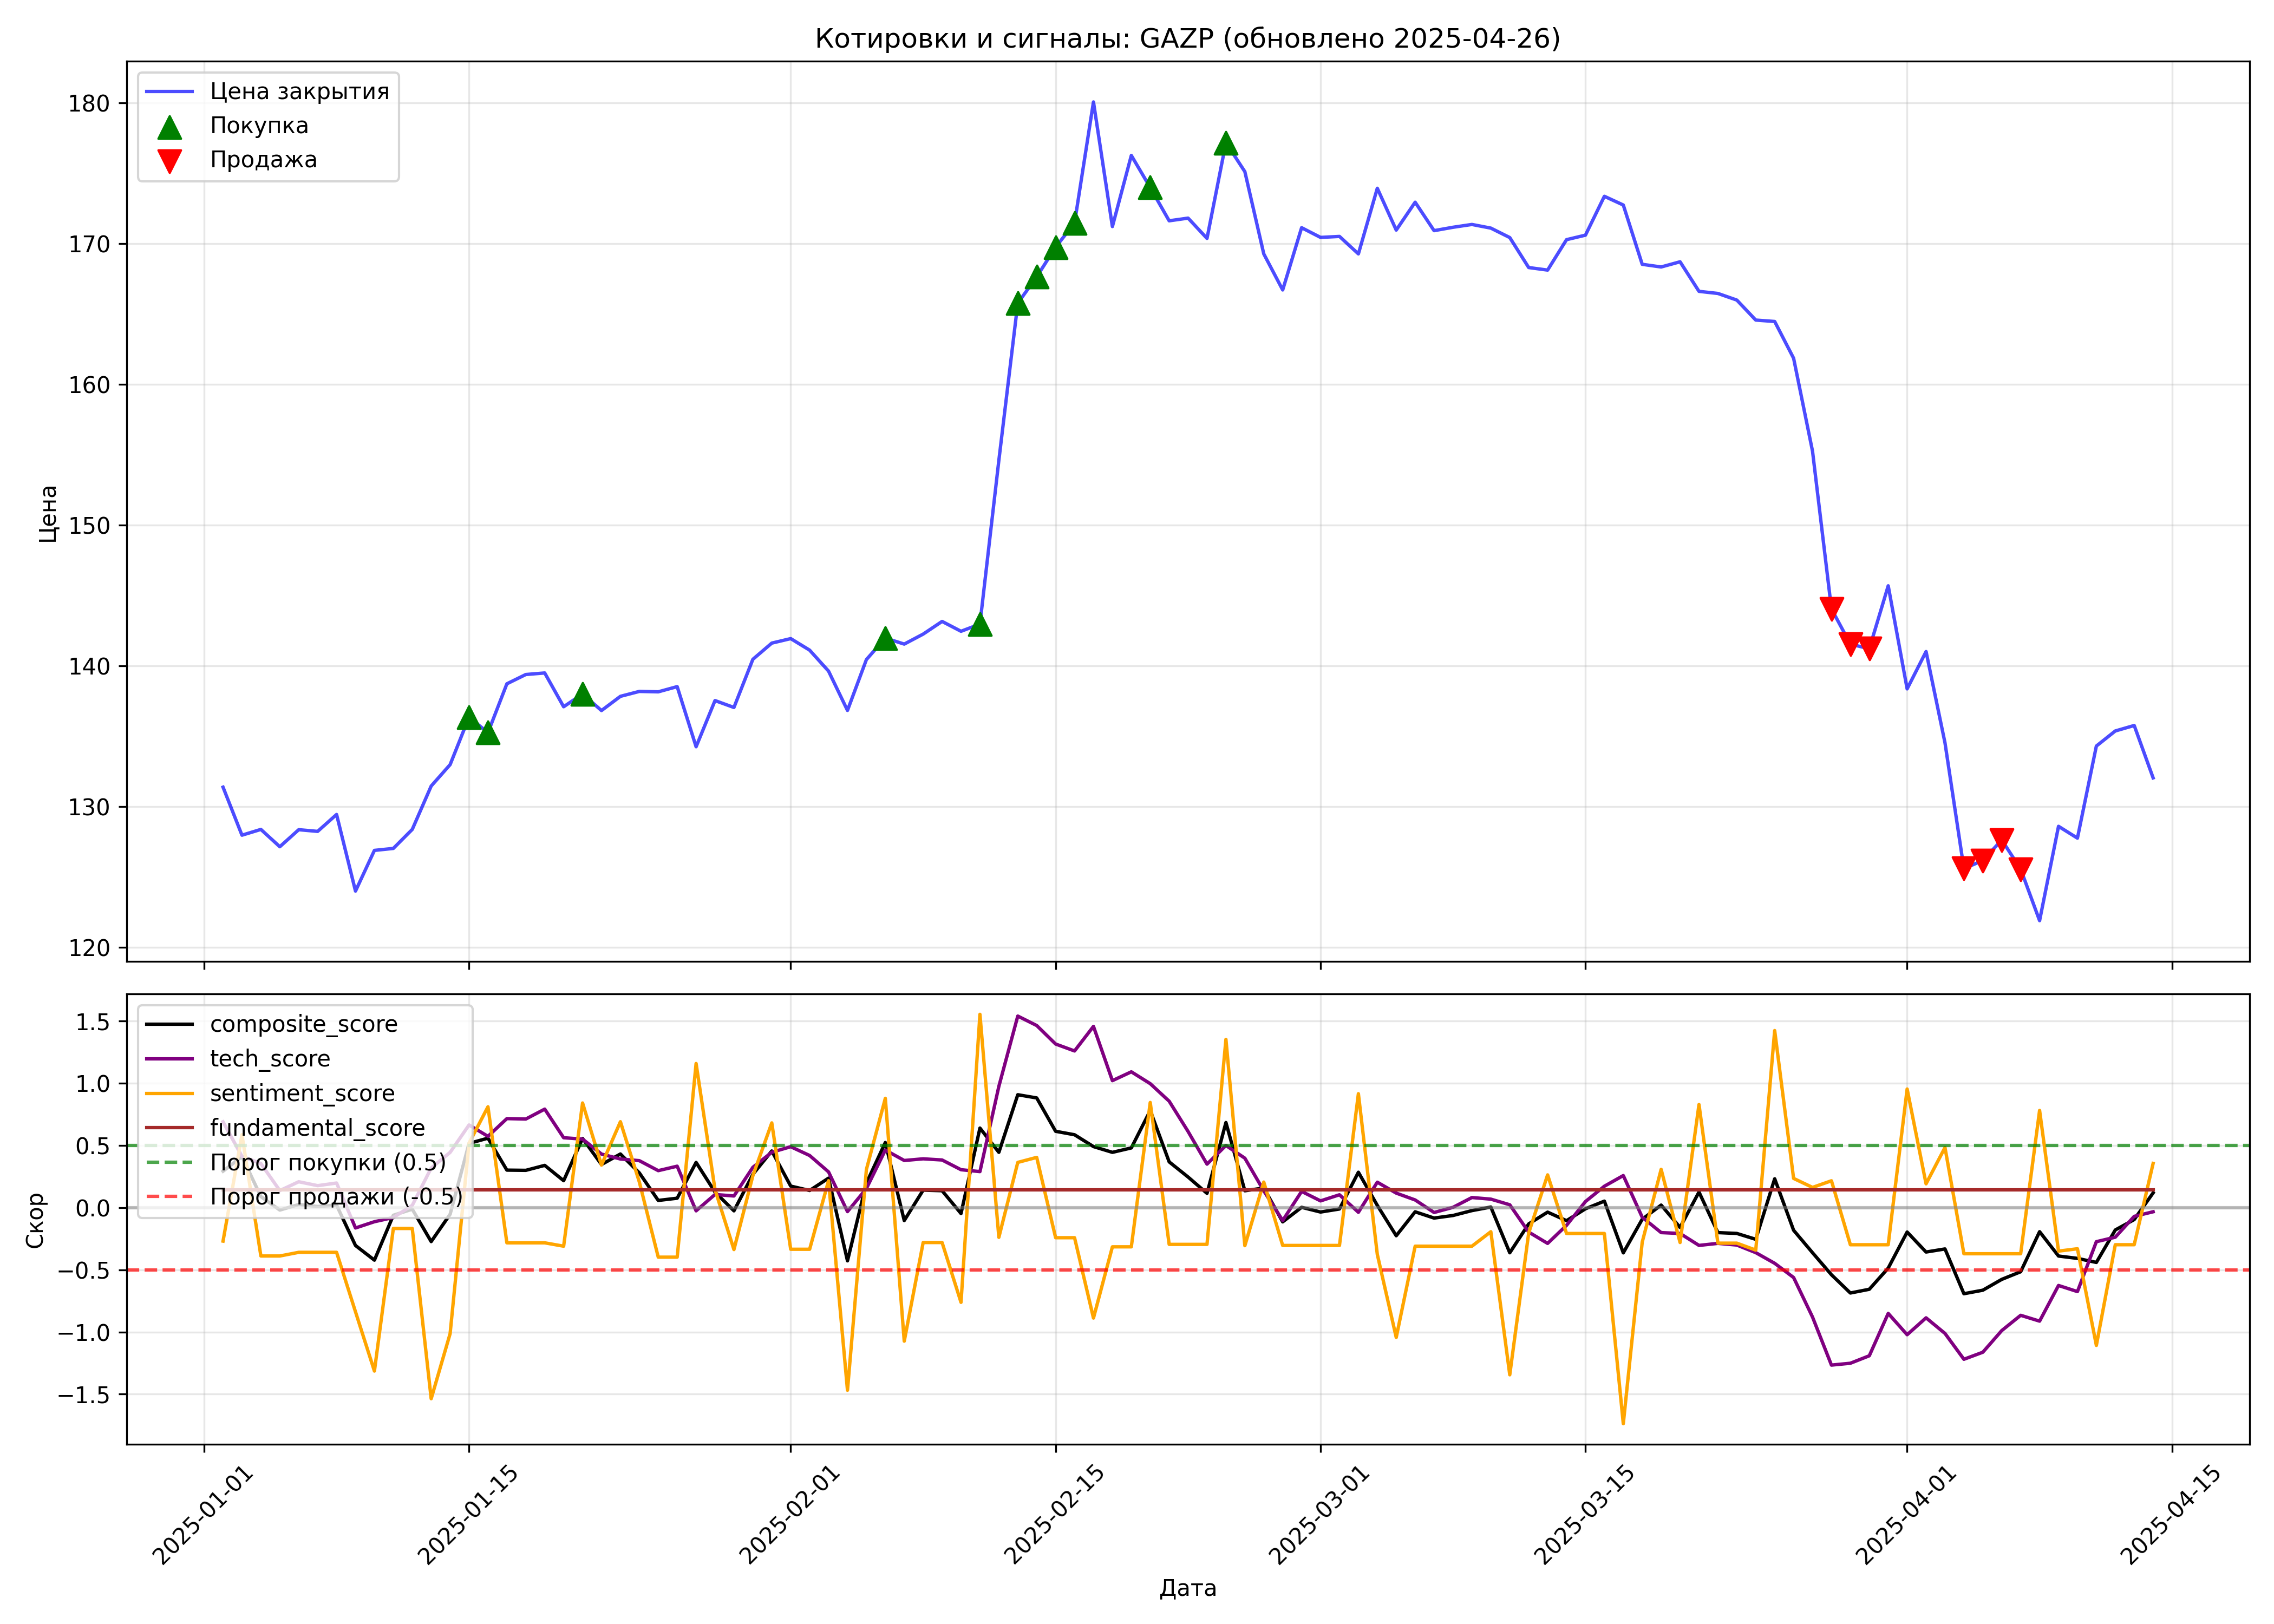 Котировки и сигналы: GAZP (обновлено 2025-04-26)
Цена закрытия
Покупка
Продажа
180
170
160
150
140
130
120
Цена
composite_score
tech_score
sentiment_score
fundamental_score
Порог покупки (0.5)
Порог продажи (-0.5)
1.5
1.0
0.5
0.0
−0.5
−1.0
−1.5
Скор
2025-01-01
2025-01-15
2025-02-01
2025-02-15
2025-03-01
2025-03-15
2025-04-01
2025-04-15
Дата